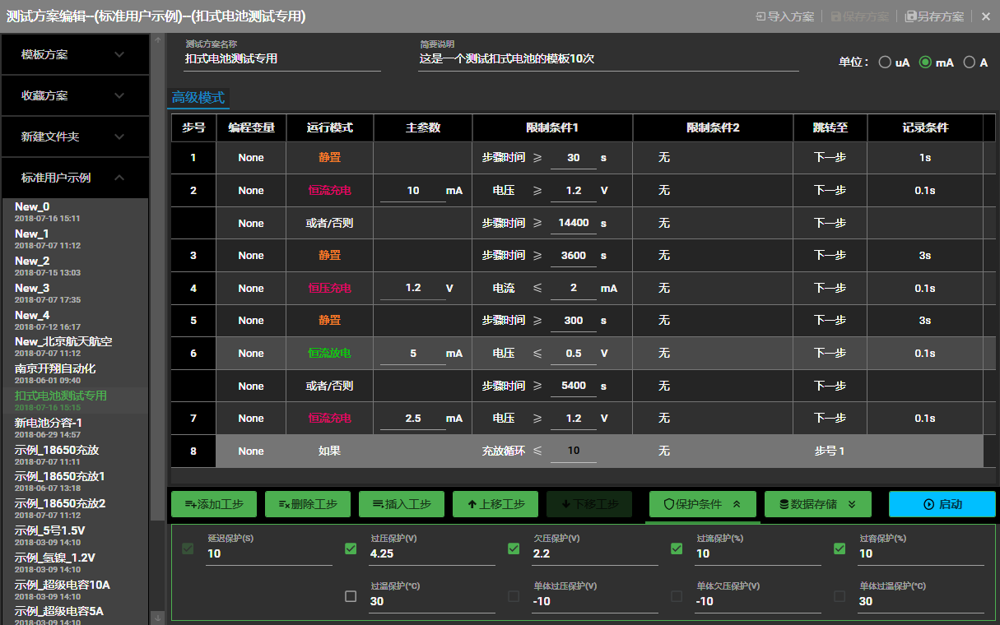 测试方案编辑--(标准用户示例)--(扣式电池测试专用)
导入方案 保存方案 另存方案
模板方案
收藏方案
新建文件夹
标准用户示例
New_0
2018-07-16 15:11
New_1
2018-07-07 11:12
New_2
2018-07-15 13:03
New_3
2018-07-07 17:35
New_4
2018-07-12 16:17
New_北京航天航空
2018-07-07 11:12
南京开翔自动化
2018-06-01 09:40
扣式电池测试专用
2018-07-16 15:15
新电池分容-1
2018-06-29 14:57
示例_18650充放
2018-07-07 11:11
示例_18650充放1
2018-06-07 13:18
示例_18650充放2
2018-07-07 11:12
示例_5号1.5V
2018-03-09 14:10
示例_氢镍_1.2V
2018-03-09 14:10
示例_超级电容10A
2018-03-09 14:10
示例_超级电容5A
2018-03-09 14:10
测试方案名称
扣式电池测试专用
简要说明
这是一个测试扣式电池的模板10次
单位： uA mA A
高级模式
步号 编程变量 运行模式 主参数 限制条件1 限制条件2 跳转至 记录条件
1 None 静置 步骤时间 ≥ 30 s 无 下一步 1s
2 None 恒流充电 10 mA 电压 ≥ 1.2 V 无 下一步 0.1s
None 或者/否则 步骤时间 ≥ 14400 s 无 下一步
3 None 静置 步骤时间 ≥ 3600 s 无 下一步 3s
4 None 恒压充电 1.2 V 电流 ≤ 2 mA 无 下一步 0.1s
5 None 静置 步骤时间 ≥ 300 s 无 下一步 3s
6 None 恒流放电 5 mA 电压 ≤ 0.5 V 无 下一步 0.1s
None 或者/否则 步骤时间 ≥ 5400 s 无 下一步
7 None 恒流充电 2.5 mA 电压 ≥ 1.2 V 无 下一步 0.1s
8 None 如果 充放循环 ≤ 10 无 步号 1
添加工步 删除工步 插入工步 上移工步 下移工步 保护条件 数据存储 启动
延迟保护(S) 过压保护(V) 欠压保护(V) 过流保护(%) 过容保护(%)
10 4.25 2.2 10 10
过温保护(°C) 单体过压保护(V) 单体欠压保护(V) 单体过温保护(°C)
30 -10 -10 30